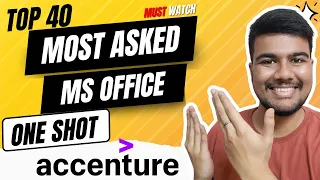 TOP 40
MUST WATCH
MOST ASKED
MS OFFICE
ONE SHOT
>
accenture